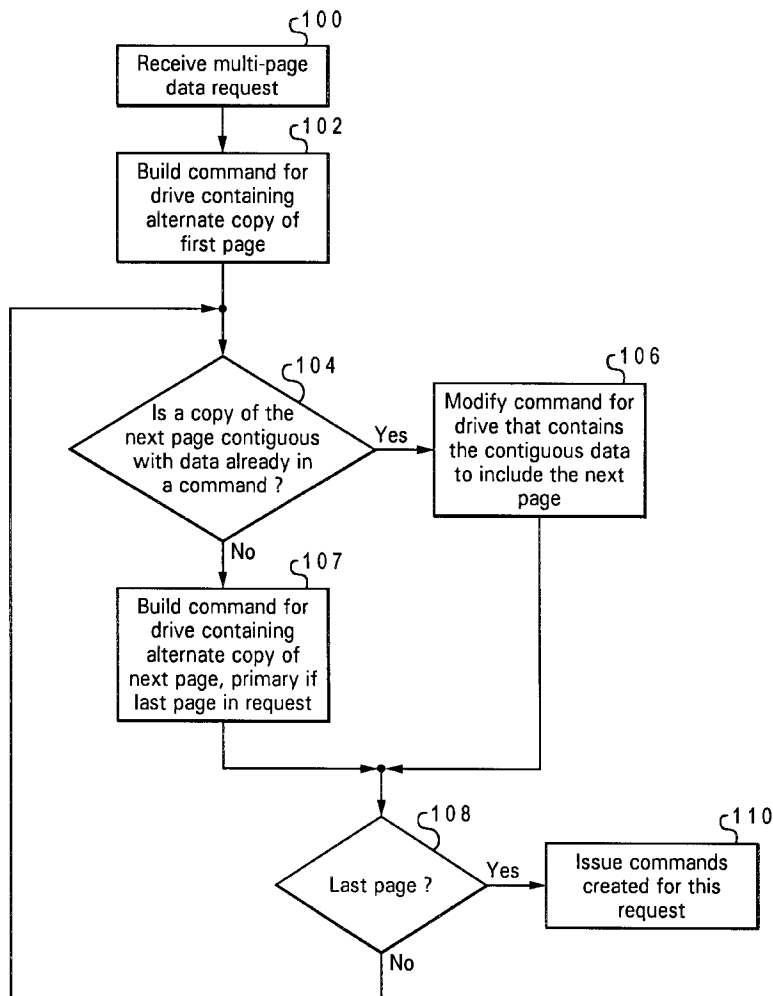 100
Receive multi-page
data request
102
Build command for
drive containing
alternate copy of
first page
104
Is a copy of the
next page contiguous
with data already in
a command ?
Yes
106
Modify command for
drive that contains
the contiguous data
to include the next
page
No
107
Build command for
drive containing
alternate copy of
next page, primary if
last page in request
108
Last page ?
Yes
110
Issue commands
created for this
request
No